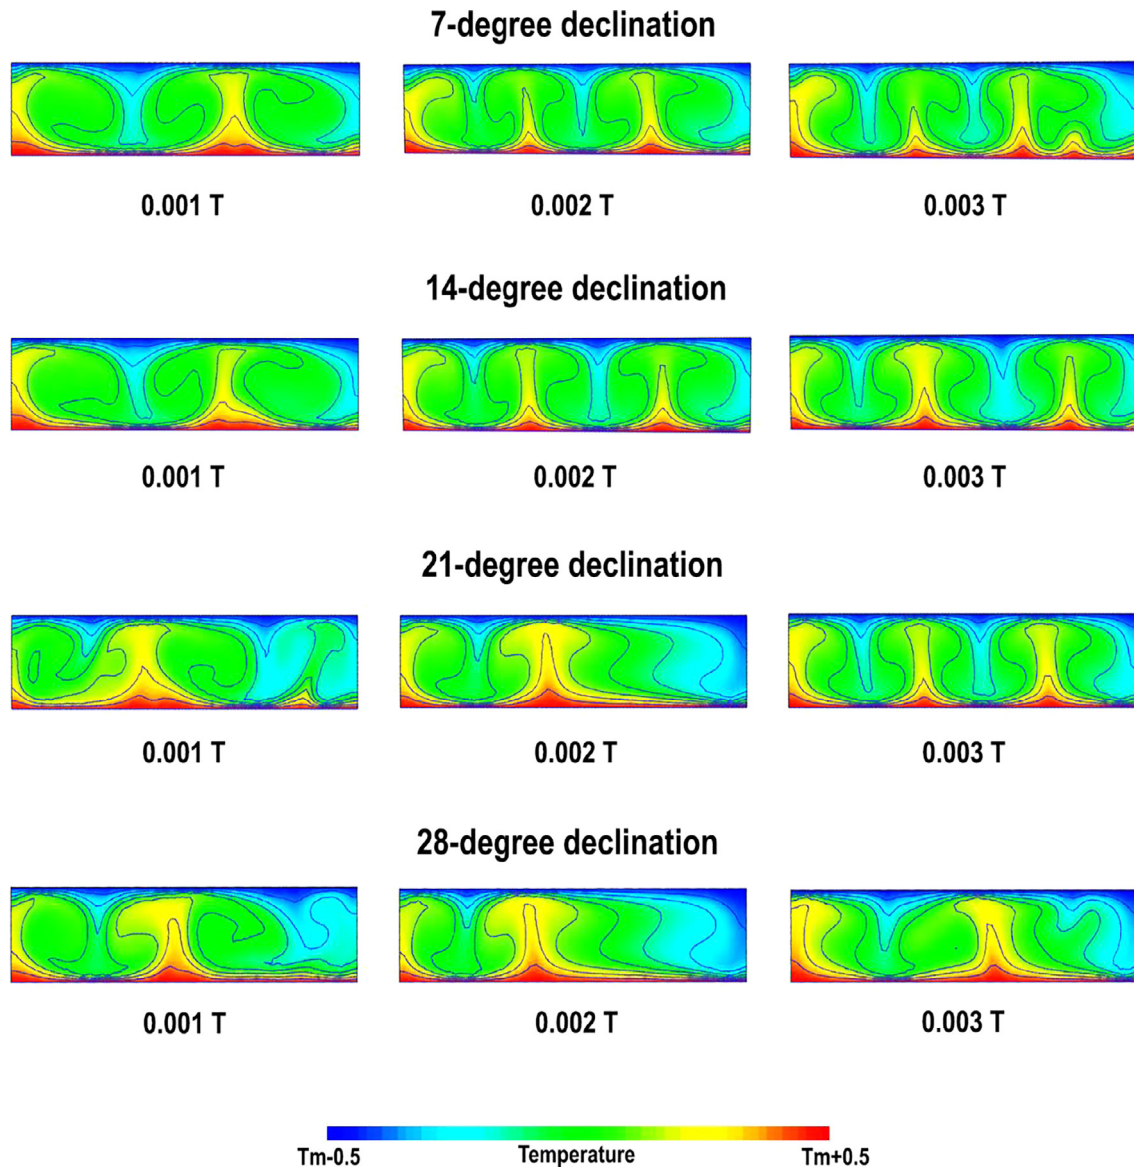 7-degree declination
0.001 T 0.002 T 0.003 T
14-degree declination
0.001 T 0.002 T 0.003 T
21-degree declination
0.001 T 0.002 T 0.003 T
28-degree declination
0.001 T 0.002 T 0.003 T
Tm-0.5 Temperature Tm+0.5